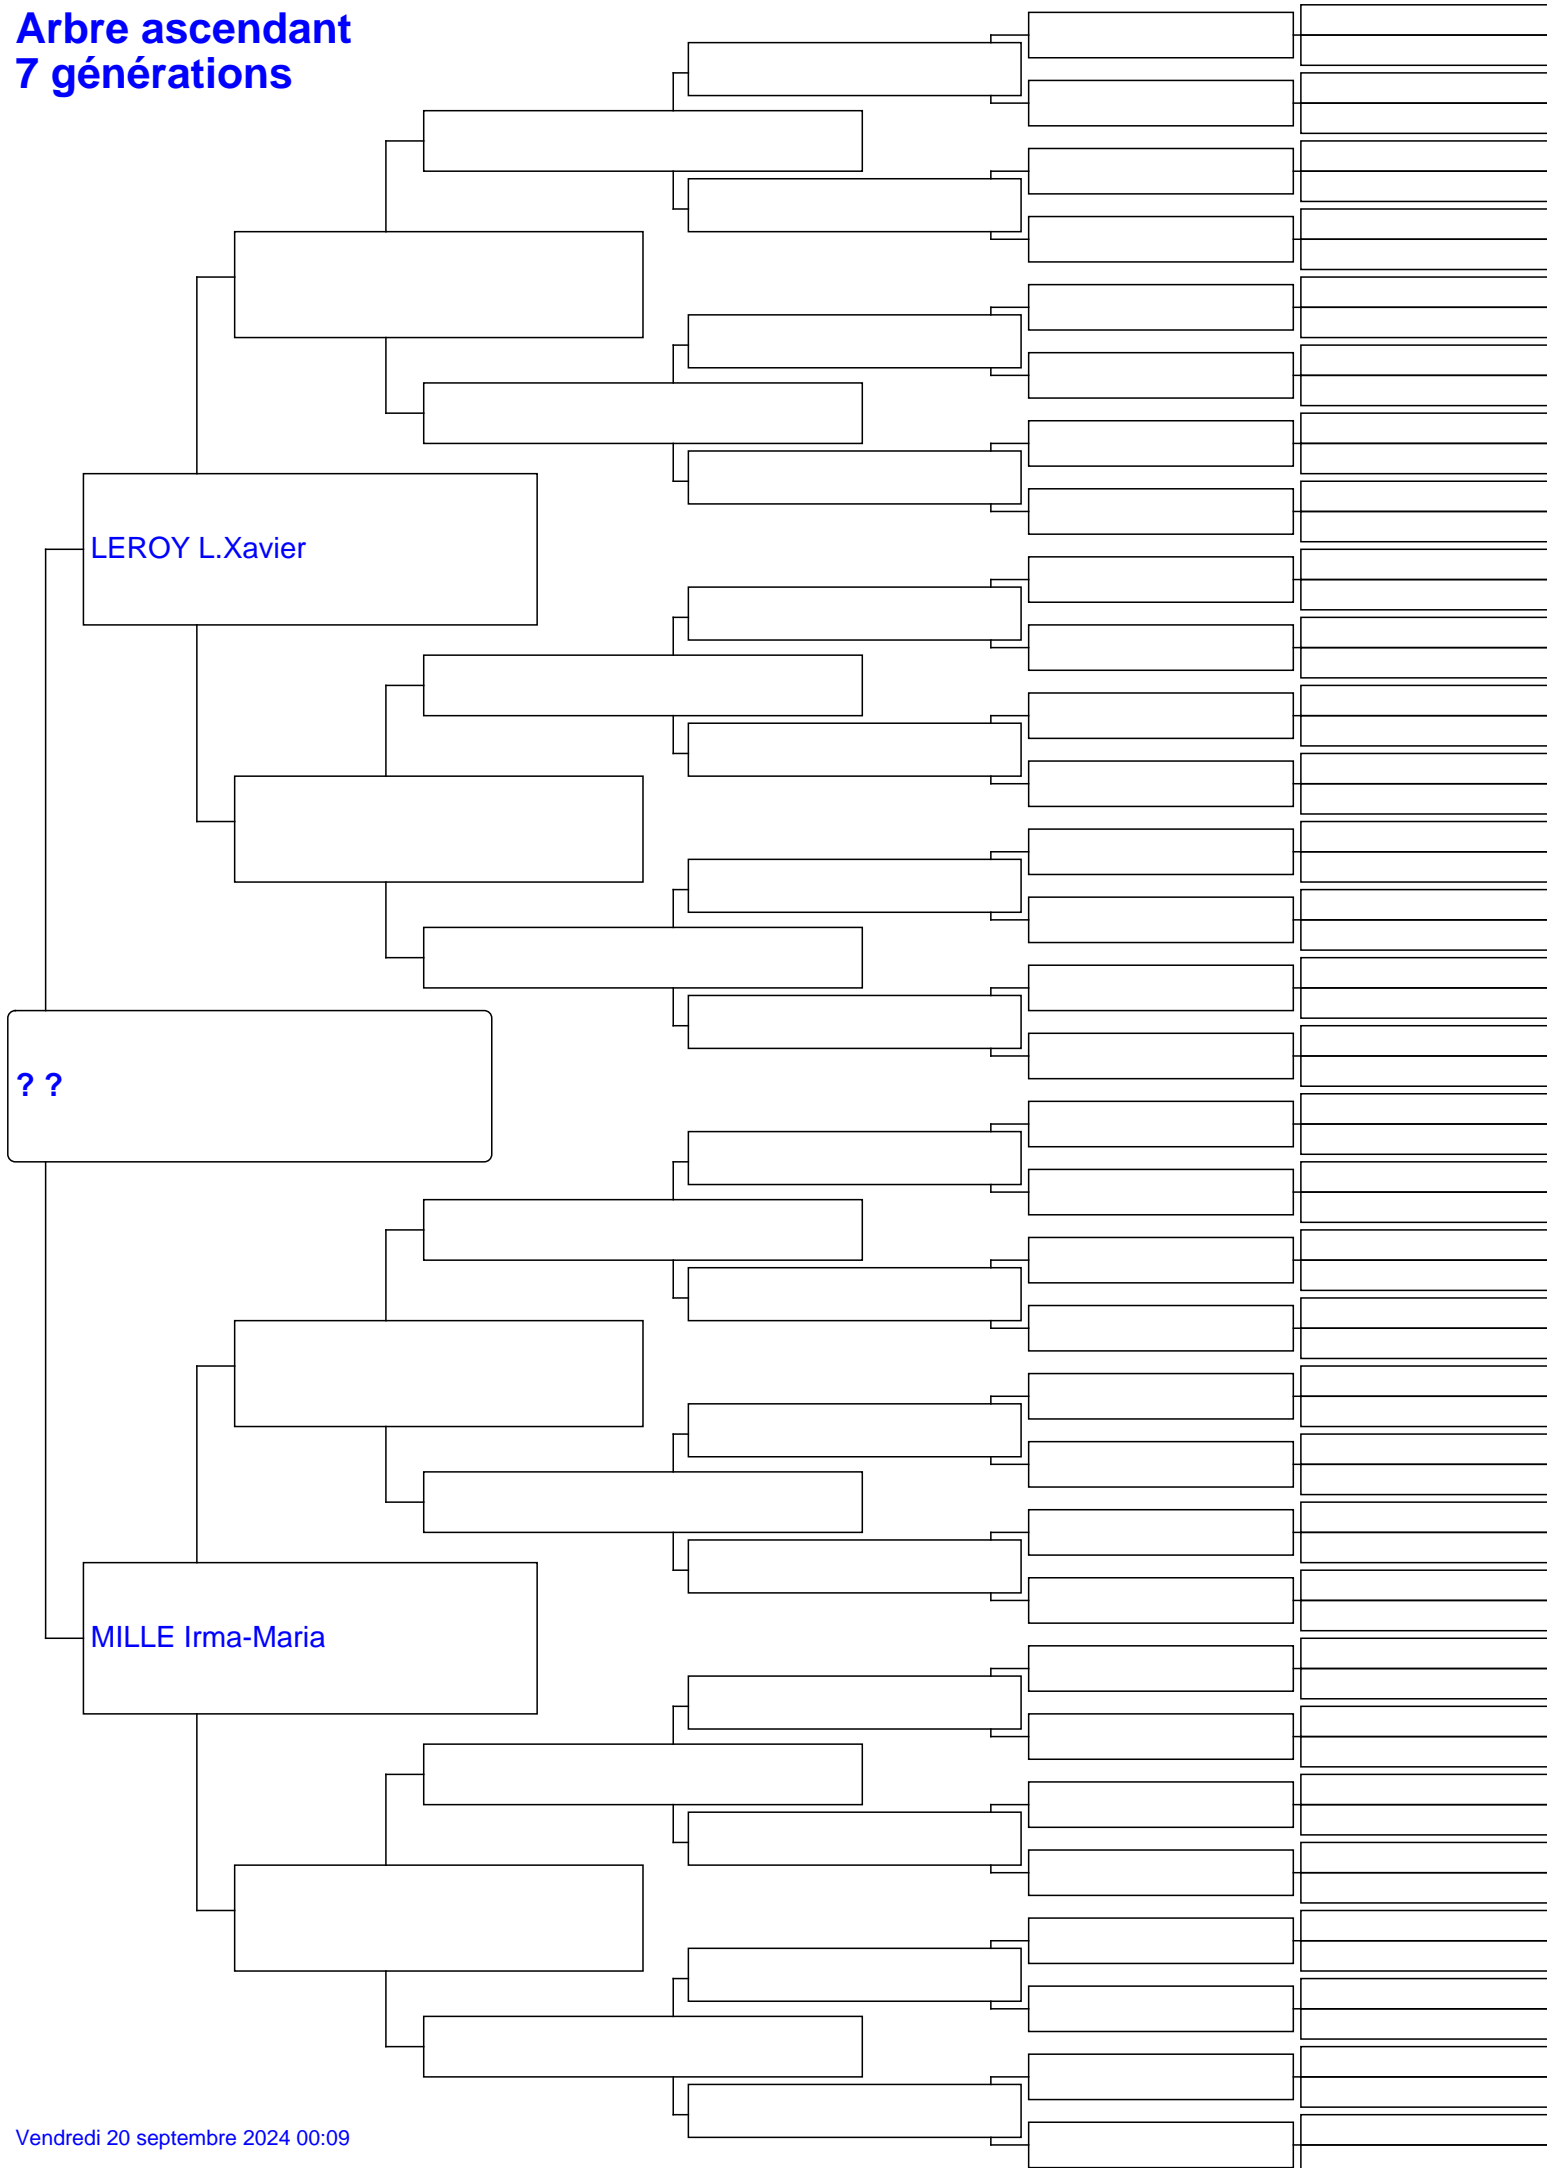 Arbre ascendant
7 générations
LEROY L.Xavier
? ?
MILLE Irma-Maria
Vendredi 20 septembre 2024 00:09